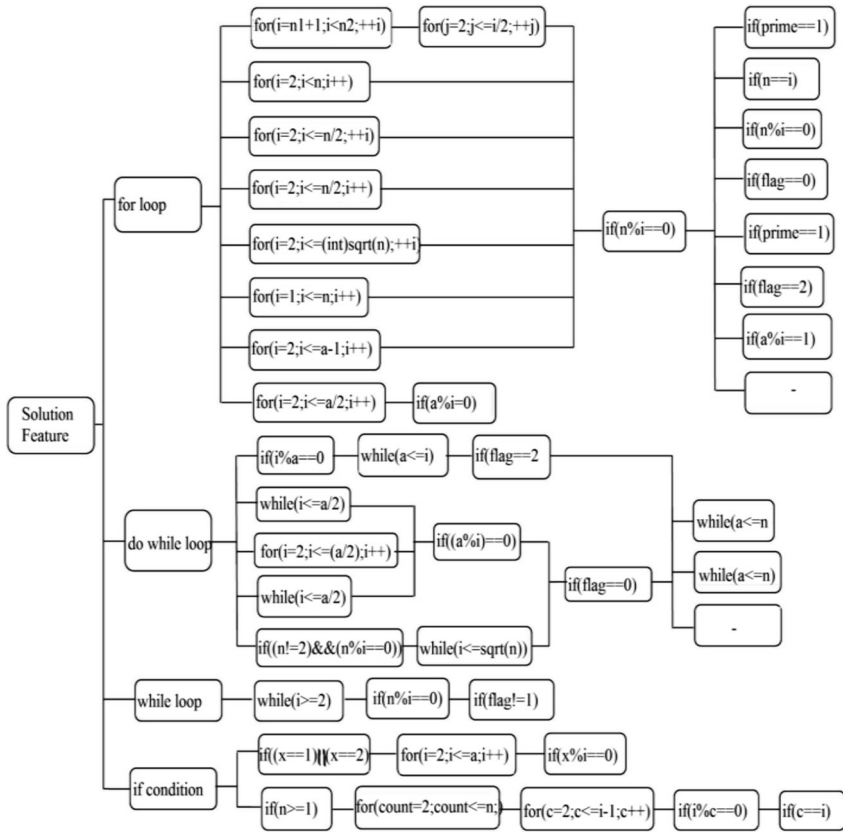 for(i=n1+1;i<n2;++i)
for(j=2;j<=i/2;++j)
if(prime==1)
for(i=2;i<n;i++)
if(n==i)
for(i=2;i<=n/2;++i)
if(n%i==0)
for loop
for(i=2;i<=n/2;i++)
if(flag==0)
for(i=2;i<=(int)sqrt(n);++i)
if(n%i==0)
if(prime==1)
for(i=1;i<=n;i++)
if(flag==2)
for(i=2;i<=a-1;i++)
if(a%i==1)
for(i=2;i<=a/2;i++)
if(a%i=0)
-
Solution
Feature
if(i%a==0
while(a<=i)
if(flag==2
while(i<=a/2)
while(a<=n
do while loop
for(i=2;i<=(a/2);i++)
if((a%i)==0)
while(a<=n)
while(i<=a/2)
if(flag==0)
-
if((n!=2)&&(n%i==0))
while(i<=sqrt(n))
while loop
while(i>=2)
if(n%i==0)
if(flag!=1)
if((x==1)||(x==2)
for(i=2;i<=a;i++)
if(x%i==0)
if condition
if(n>=1)
for(count=2;count<=n;)
for(c=2;c<=i-1;c++)
if(i%c==0)
if(c==i)